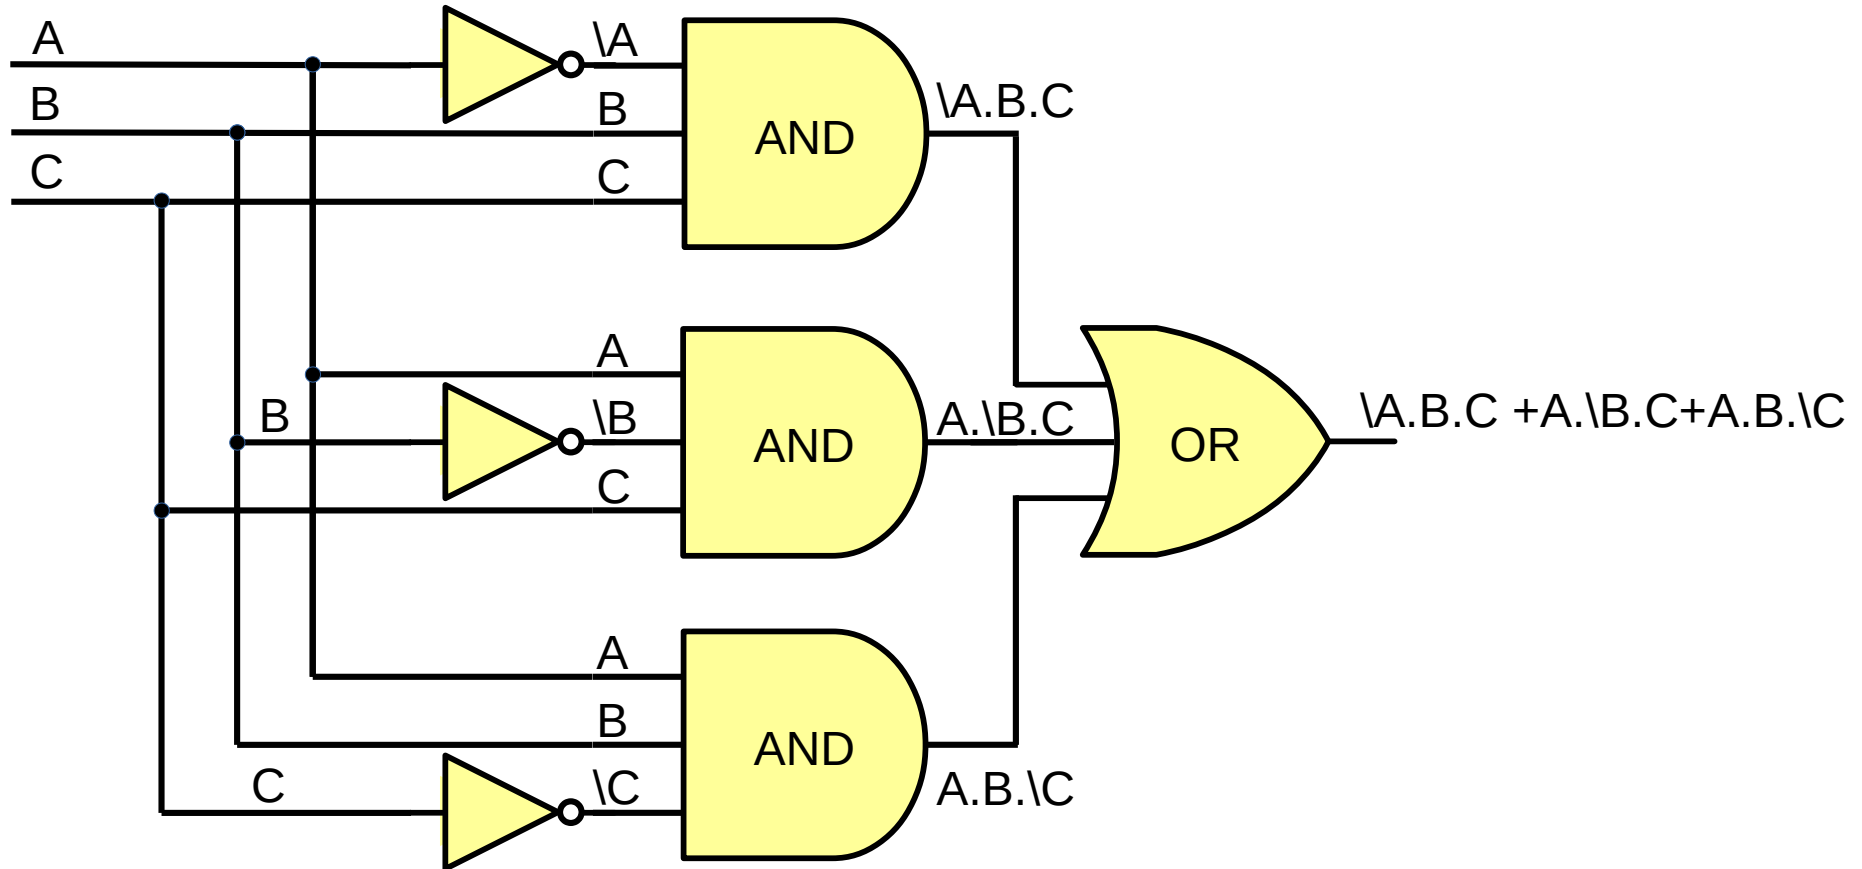 A
\A
B
B
\A.B.C
AND
C
C
A
B
\B
A.\B.C
\A.B.C +A.\B.C+A.B.\C
AND
OR
C
A
B
AND
C
\C
A.B.\C